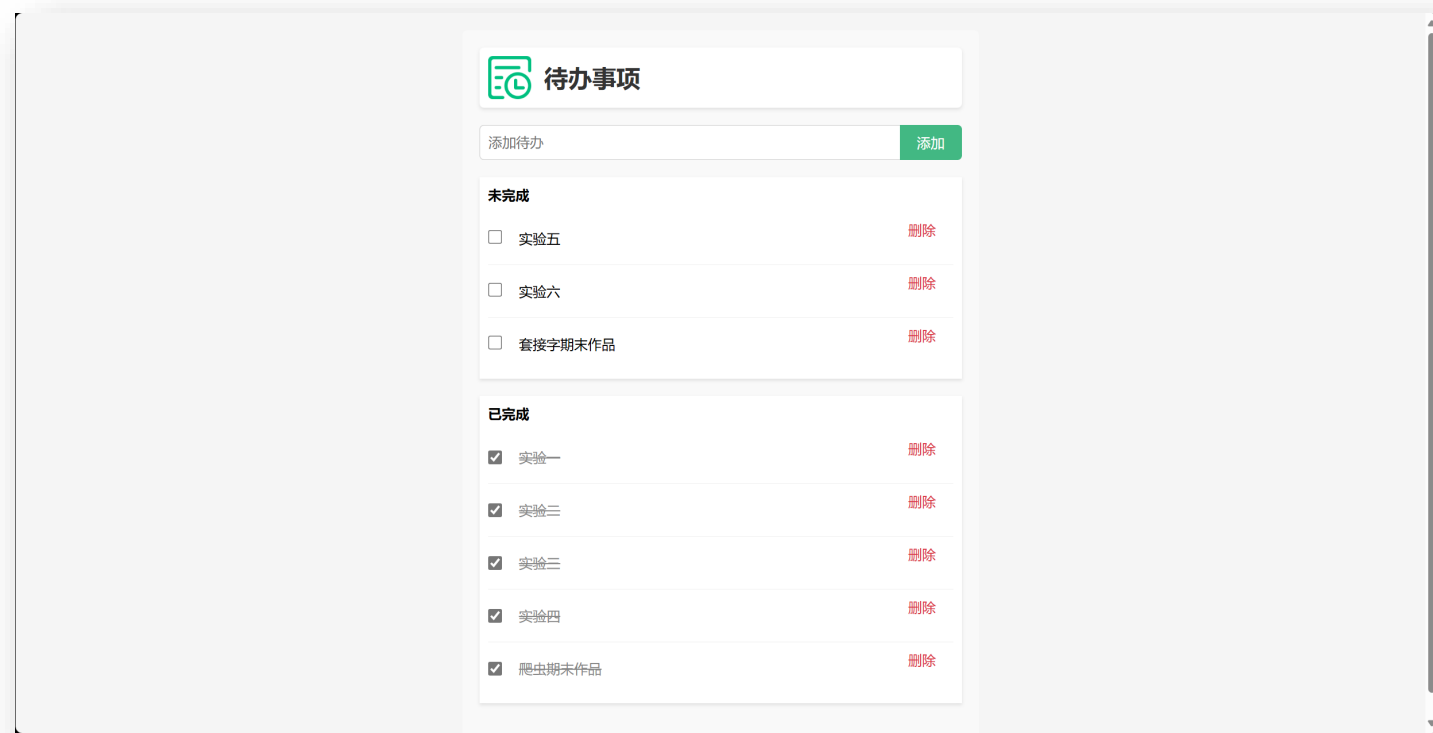 待办事项
添加待办 添加
未完成
实验五 删除
实验六 删除
套接字期末作品 删除
已完成
实验一 删除
实验二 删除
实验三 删除
实验四 删除
爬虫期末作品 删除